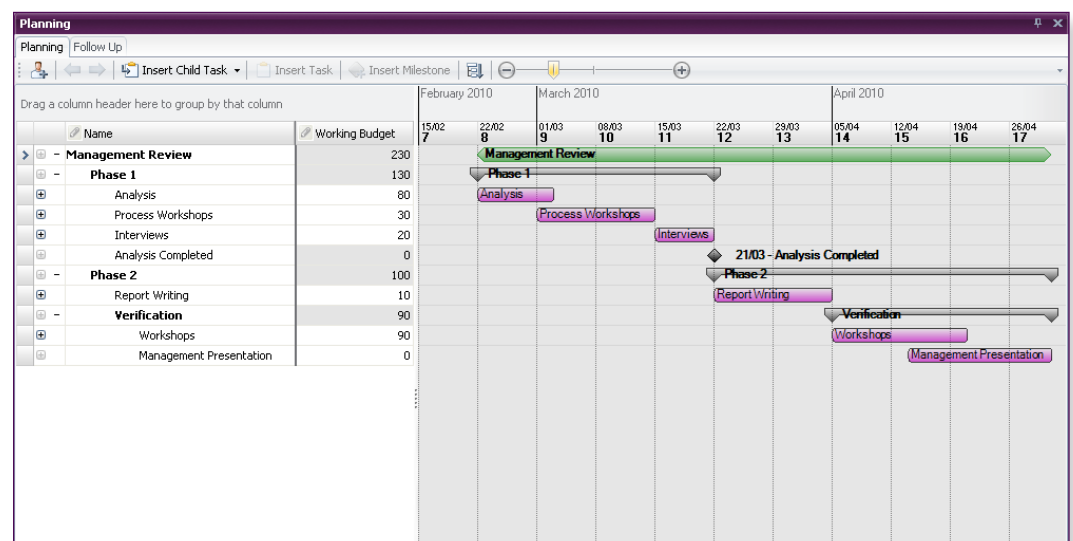 Planning
Planning Follow Up
Insert Child Task Insert Task Insert Milestone
February 2010 March 2010 April 2010
Drag a column header here to group by that column
15/02 22/02 01/03 08/03 15/03 22/03 29/03 05/04 12/04 19/04 26/04
Name Working Budget 7 8 9 10 11 12 13 14 15 16 17
Management Review 230 Management Review
Phase 1 130 Phase 1
Analysis 80 Analysis
Process Workshops 30 Process Workshops
Interviews 20 Interviews
Analysis Completed 0 21/03 - Analysis Completed
Phase 2 100 Phase 2
Report Writing 10 Report Writing
Verification 90 Verification
Workshops 90 Workshops
Management Presentation 0 Management Presentation